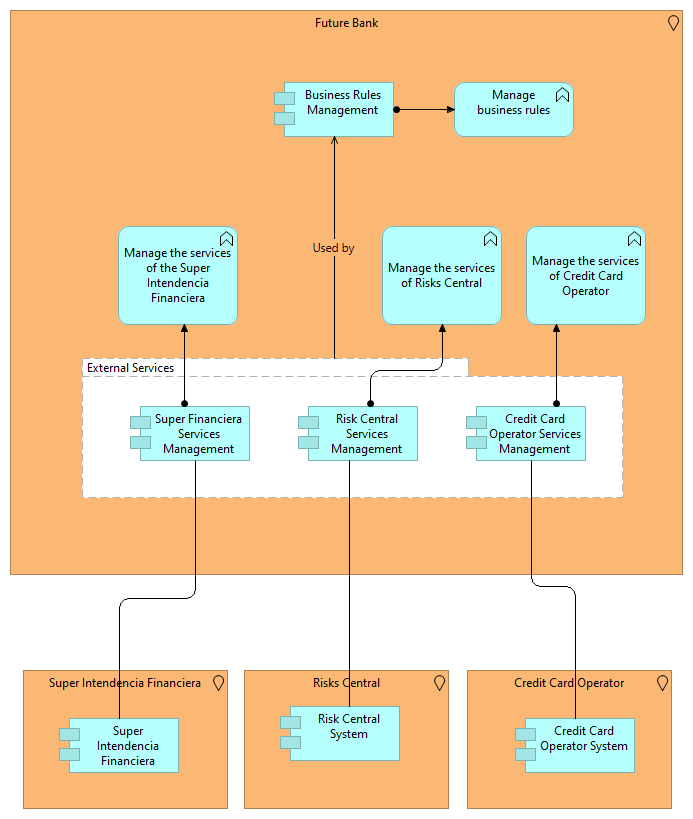 Future Bank
Business Rules
Management
Manage
business rules
Used by
Manage the services
of the Super
Intendencia
Financiera
Manage the services
of Risks Central
Manage the services
of Credit Card
Operator
External Services
Super Financiera
Services
Management
Risk Central
Services
Management
Credit Card
Operator Services
Management
Super Intendencia Financiera
Risks Central
Credit Card Operator
Super
Intendencia
Financiera
Risk Central
System
Credit Card
Operator System